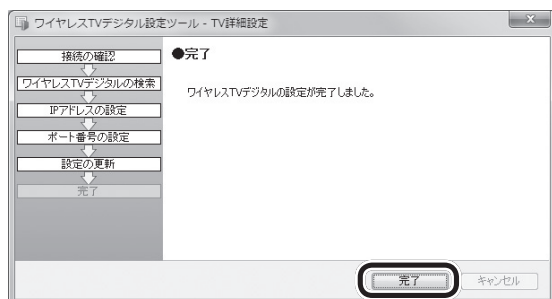 ワイヤレスTVデジタル設定ツール - TV詳細設定
接続の確認
ワイヤレスTVデジタルの検索
IPアドレスの設定
ポート番号の設定
設定の更新
完了
●完了
ワイヤレスTVデジタルの設定が完了しました。
完了
キャンセル